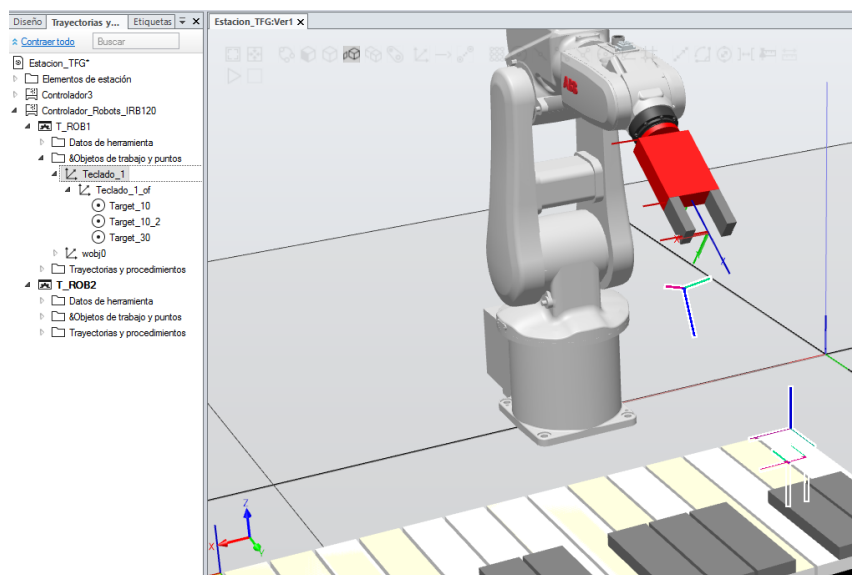 Diseño Trayectorias y... Etiquetas
Estacion_TFG:Ver1
Contraer todo Buscar
Estacion_TFG*
Elementos de estación
Controlador3
Controlador_Robots_IRB120
T_ROB1
Datos de herramienta
&Objetos de trabajo y puntos
Teclado_1
Teclado_1_of
Target_10
Target_10_2
Target_30
wobj0
Trayectorias y procedimientos
T_ROB2
Datos de herramienta
&Objetos de trabajo y puntos
Trayectorias y procedimientos
ABB
X
Z
X
Y